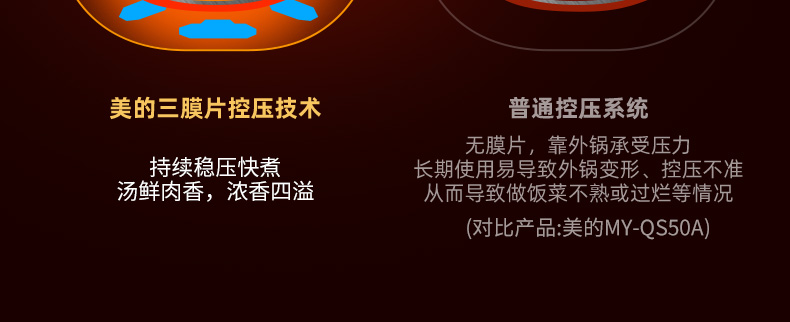 美的三膜片控压技术
持续稳压快煮
汤鲜肉香，浓香四溢
普通控压系统
无膜片，靠外锅承受压力
长期使用易导致外锅变形、控压不准
从而导致做饭菜不熟或过烂等情况
(对比产品:美的MY-QS50A)